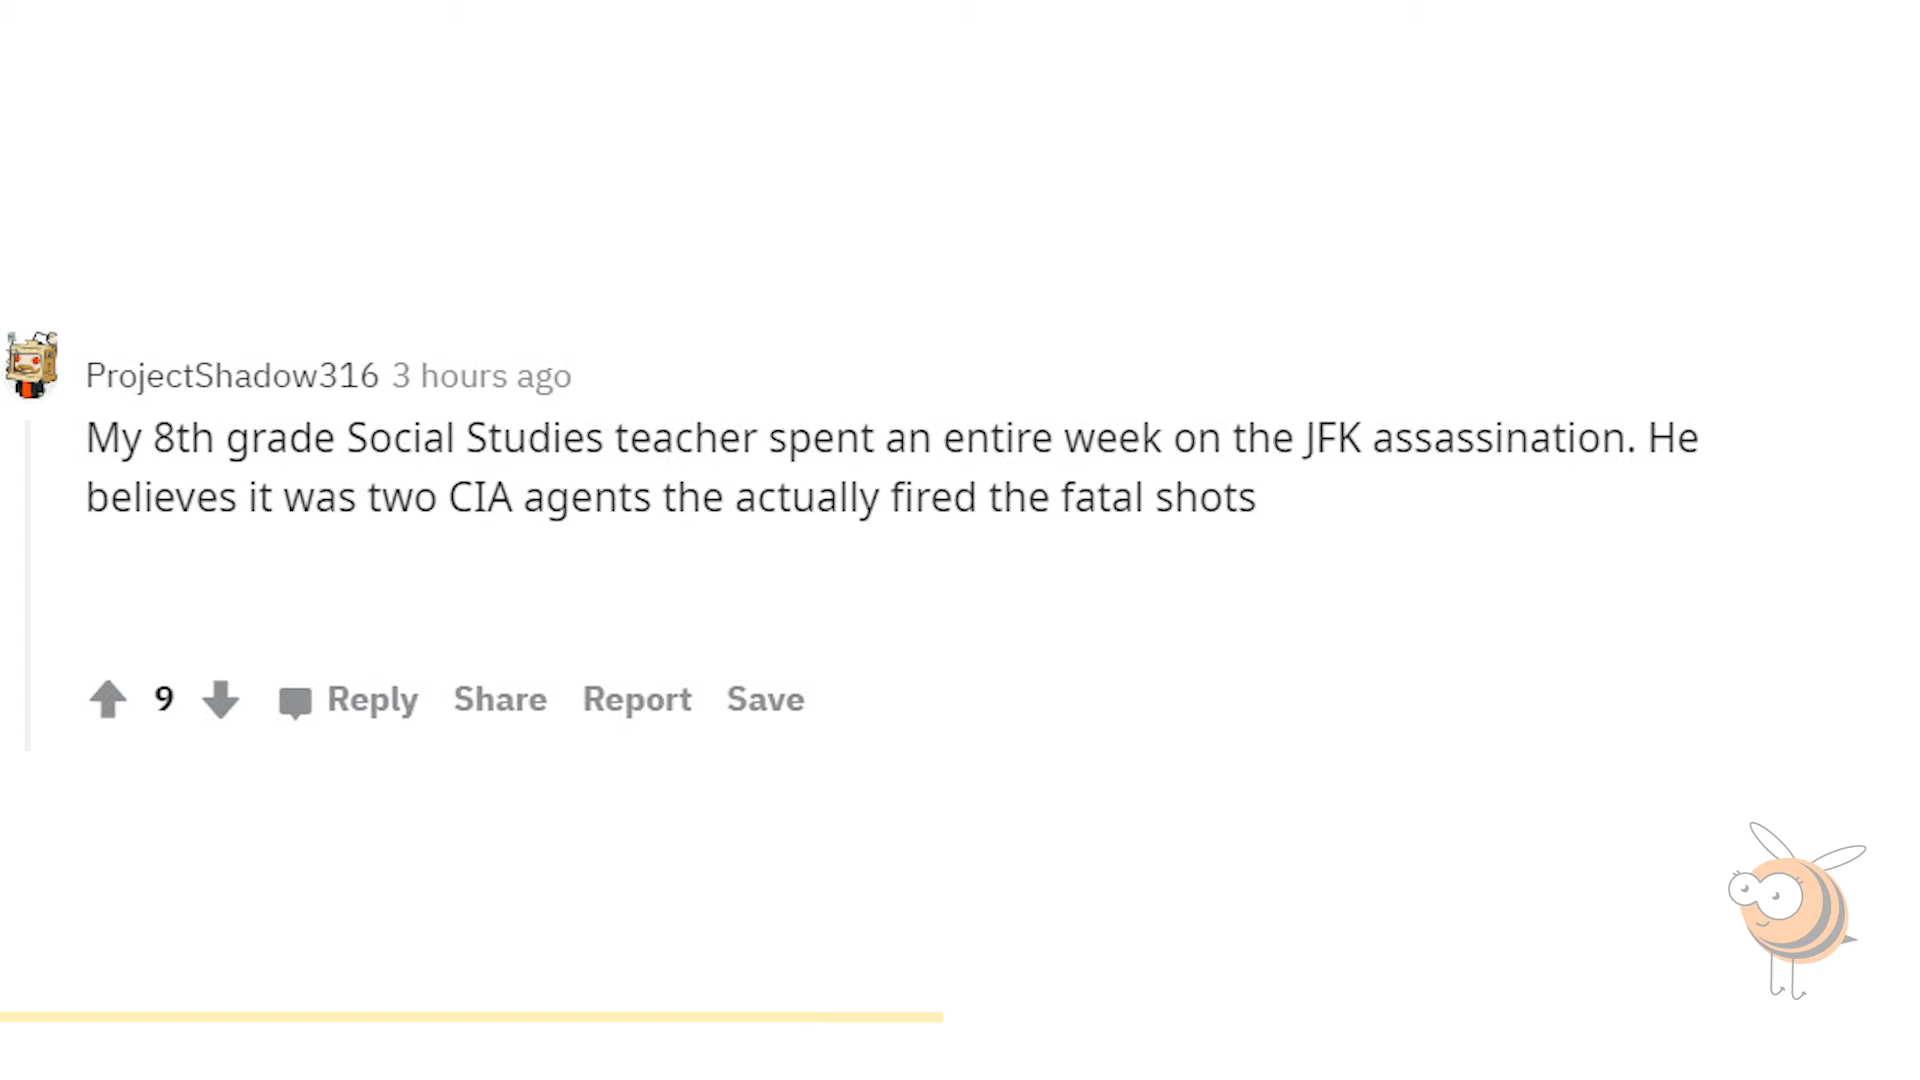 ProjectShadow316 3 hours ago
My 8th grade Social Studies teacher spent an entire week on the JFK assassination. He
believes it was two CIA agents the actually fired the fatal shots
9 Reply Share Report Save